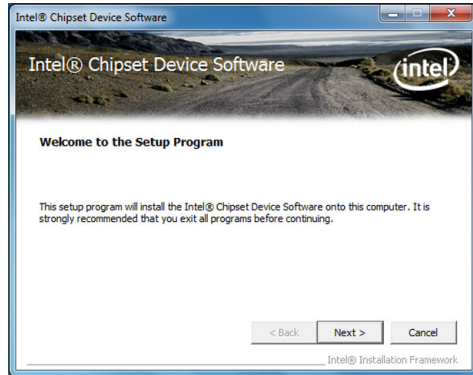 Intel® Chipset Device Software
Intel® Chipset Device Software
intel
Welcome to the Setup Program
This setup program will install the Intel® Chipset Device Software onto this computer. It is
strongly recommended that you exit all programs before continuing.
< Back Next > Cancel
Intel® Installation Framework